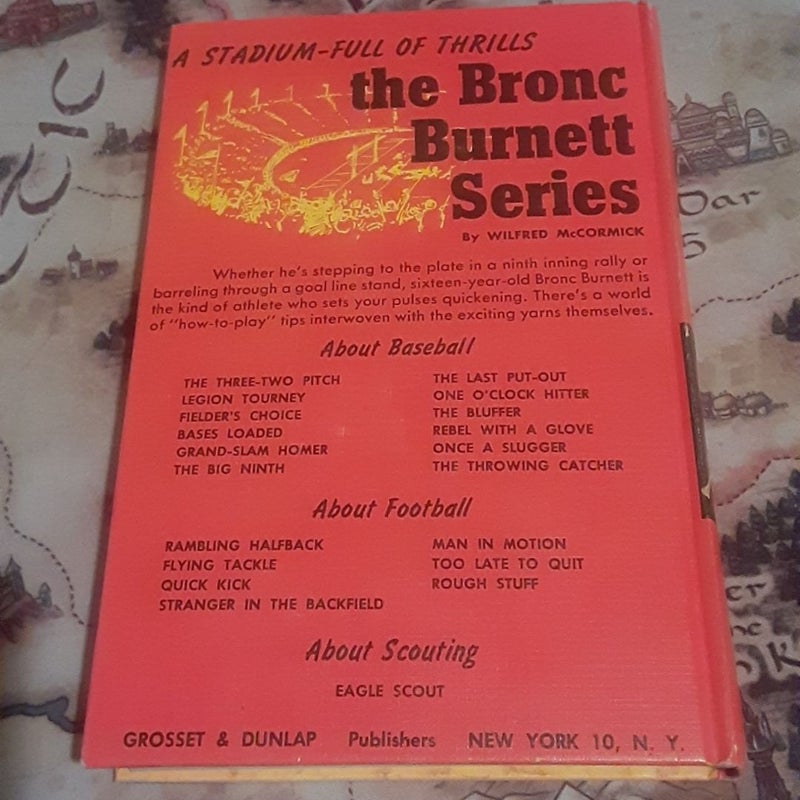 A STADIUM-FULL OF THRILLS
the Bronc
Burnett
Series
By WILFRED McCORMICK
Whether he's stepping to the plate in a ninth inning rally or
barreling through a goal line stand, sixteen-year-old Bronc Burnett is
the kind of athlete who sets your pulses quickening. There's a world
of "how-to-play" tips interwoven with the exciting yarns themselves.
About Baseball
THE THREE-TWO PITCH
LEGION TOURNEY
FIELDER'S CHOICE
BASES LOADED
GRAND-SLAM HOMER
THE BIG NINTH
THE LAST PUT-OUT
ONE O'CLOCK HITTER
THE BLUFFER
REBEL WITH A GLOVE
ONCE A SLUGGER
THE THROWING CATCHER
About Football
RAMBLING HALFBACK
FLYING TACKLE
QUICK KICK
STRANGER IN THE BACKFIELD
MAN IN MOTION
TOO LATE TO QUIT
ROUGH STUFF
About Scouting
EAGLE SCOUT
GROSSET & DUNLAP Publishers NEW YORK 10, N. Y.